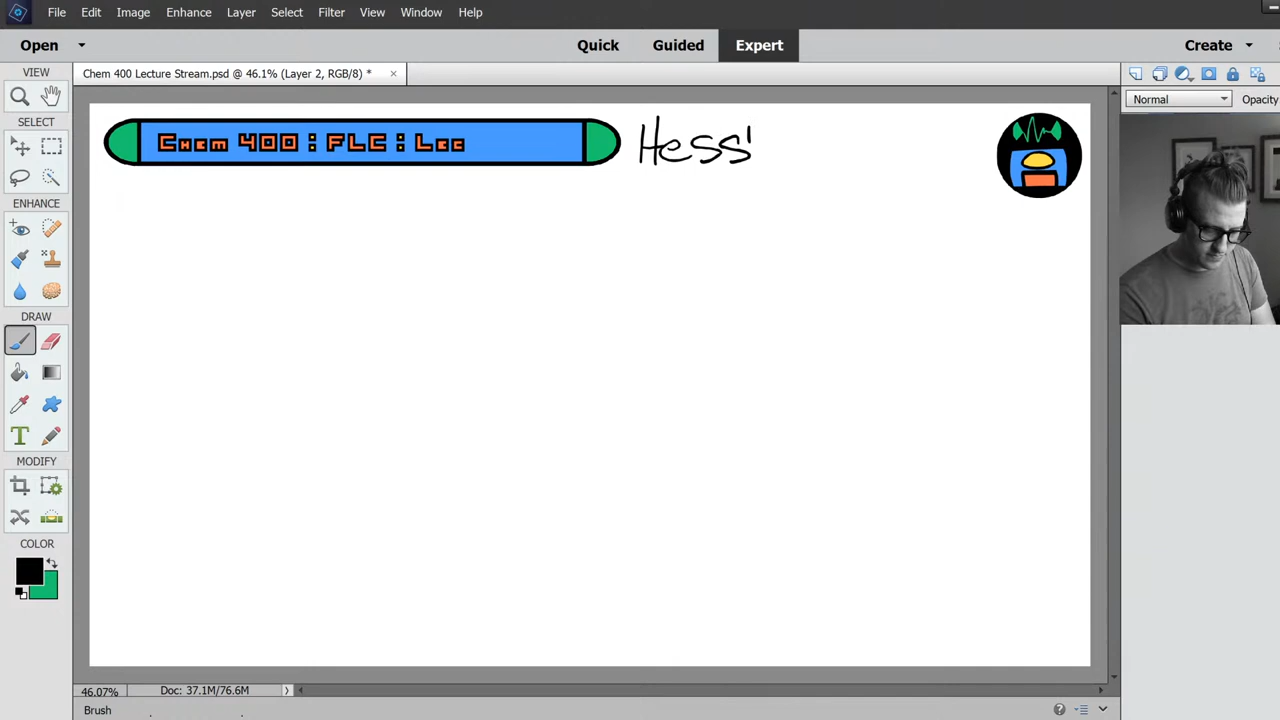 File Edit Image Enhance Layer Select Filter View Window Help
Open Quick Guided Expert Create
VIEW
Chem 400 Lecture Stream.psd @ 46.1% (Layer 2, RGB/8) * ×
Normal Opacity
SELECT
Chem 400 : FLC : Lec Hess'
ENHANCE
DRAW
T
MODIFY
COLOR
46.07% Doc: 37.1M/76.6M
Brush